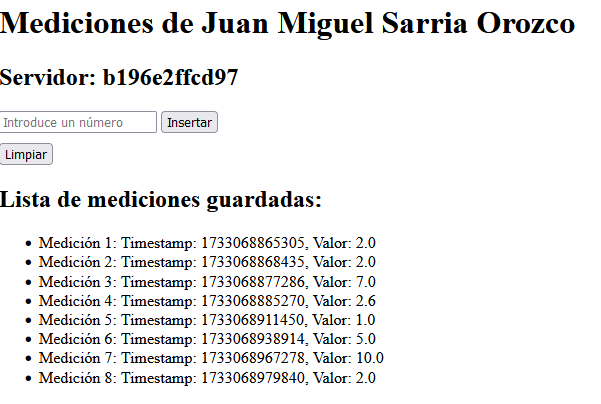 Mediciones de Juan Miguel Sarria Orozco
Servidor: b196e2ffcd97
Introduce un número Insertar
Limpiar
Lista de mediciones guardadas:
• Medición 1: Timestamp: 1733068865305, Valor: 2.0
• Medición 2: Timestamp: 1733068868435, Valor: 2.0
• Medición 3: Timestamp: 1733068877286, Valor: 7.0
• Medición 4: Timestamp: 1733068885270, Valor: 2.6
• Medición 5: Timestamp: 1733068911450, Valor: 1.0
• Medición 6: Timestamp: 1733068938914, Valor: 5.0
• Medición 7: Timestamp: 1733068967278, Valor: 10.0
• Medición 8: Timestamp: 1733068979840, Valor: 2.0